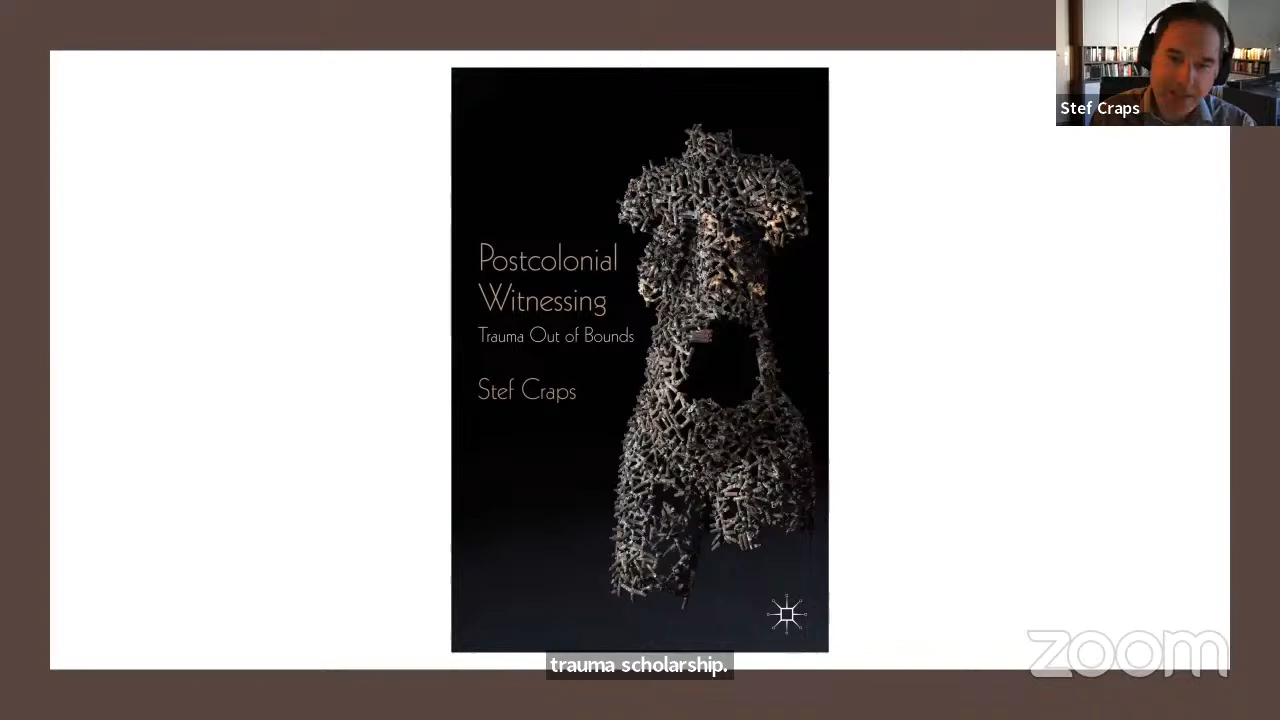 Stef Craps
Postcolonial
Witnessing
Trauma Out of Bounds
Stef Craps
zoom
trauma scholarship.